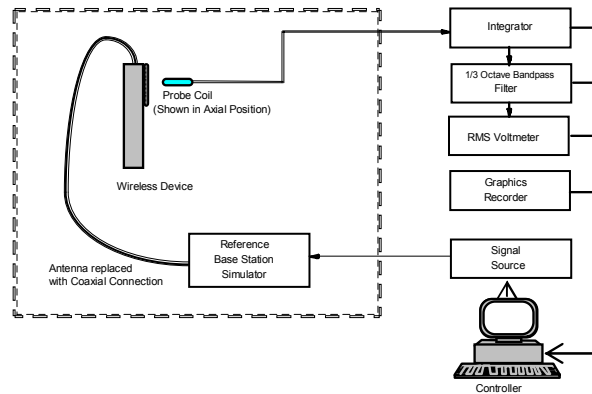 Integrator
1/3 Octave Bandpass
Filter
RMS Voltmeter
Graphics
Recorder
Signal
Source
Controller
Probe Coil
(Shown in Axial Position)
Wireless Device
Reference
Base Station
Simulator
Antenna replaced
with Coaxial Connection